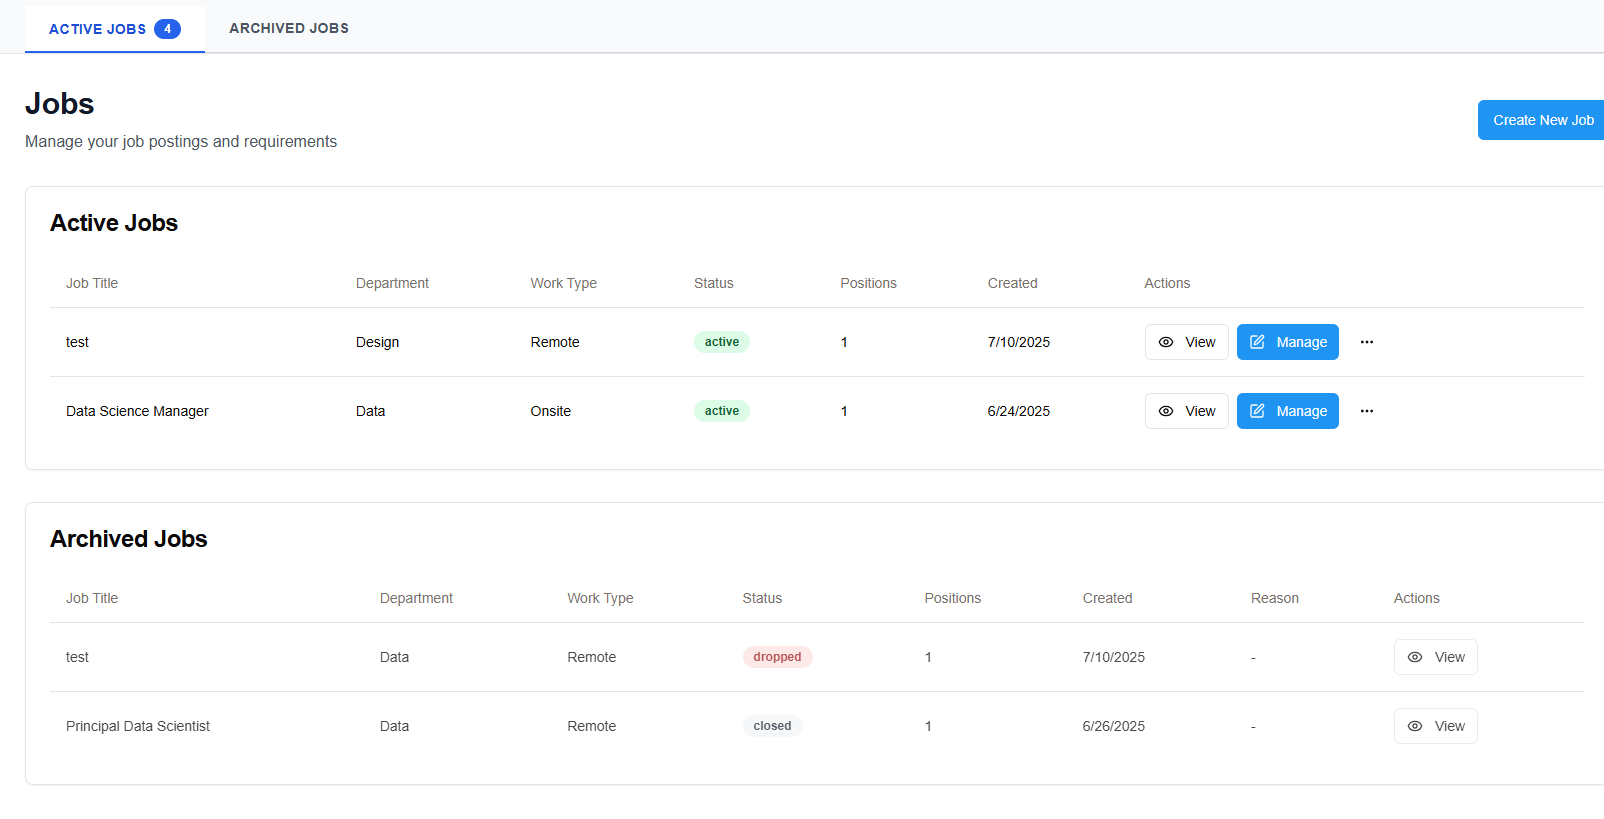 ACTIVE JOBS 4 ARCHIVED JOBS
Jobs
Manage your job postings and requirements
Create New Job
Active Jobs
Job Title Department Work Type Status Positions Created Actions
test Design Remote active 1 7/10/2025 View Manage ...
Data Science Manager Data Onsite active 1 6/24/2025 View Manage ...
Archived Jobs
Job Title Department Work Type Status Positions Created Reason Actions
test Data Remote dropped 1 7/10/2025 - View
Principal Data Scientist Data Remote closed 1 6/26/2025 - View